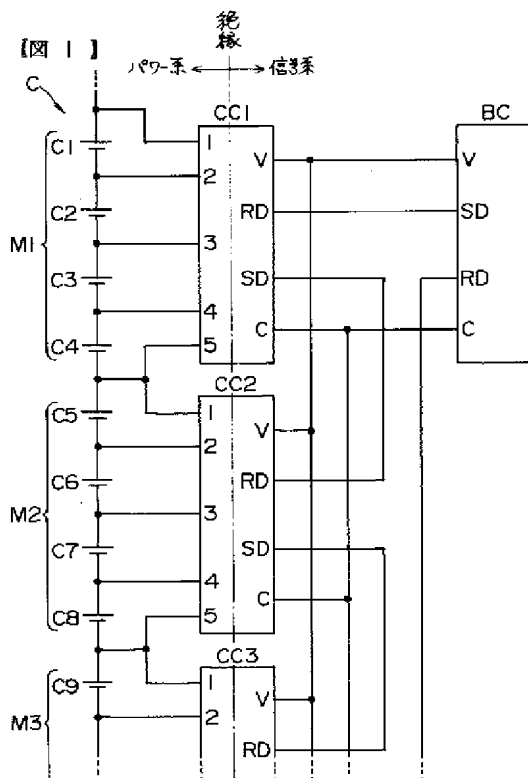 【図 1】
絶縁
パワー系 ←→ 信号系
C
CC1
BC
C1
1
V
V
2
C2
RD
SD
M1
3
C3
SD
RD
4
C
C
C4
5
CC2
C5
1
V
2
C6
RD
M2
3
C7
SD
4
C
C8
5
CC3
C9
1
V
M3
2
RD